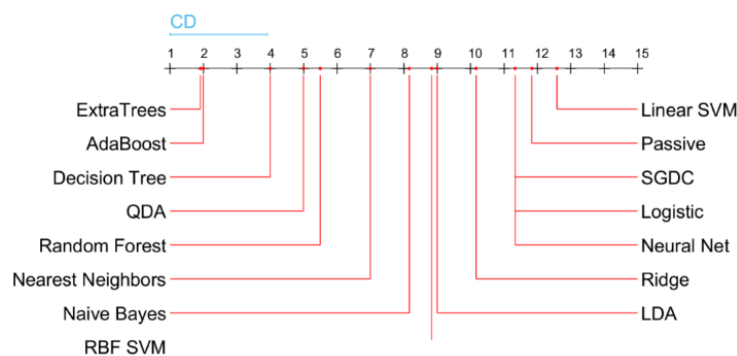 CD
1 2 3 4 5 6 7 8 9 10 11 12 13 14 15
ExtraTrees Linear SVM
AdaBoost Passive
Decision Tree SGDC
QDA Logistic
Random Forest Neural Net
Nearest Neighbors Ridge
Naive Bayes LDA
RBF SVM